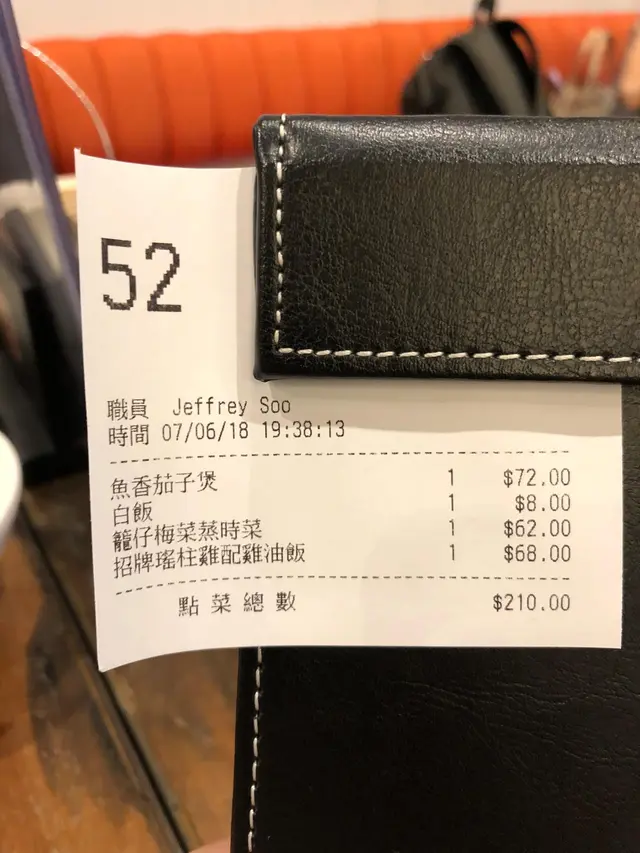 52
職員 Jeffrey Soo
時間 07/06/18 19:38:13
魚香茄子煲 1 $72.00
白飯 1 $8.00
籠仔梅菜蒸時菜 1 $62.00
招牌瑤柱雞配雞油飯 1 $68.00
點菜總數 $210.00